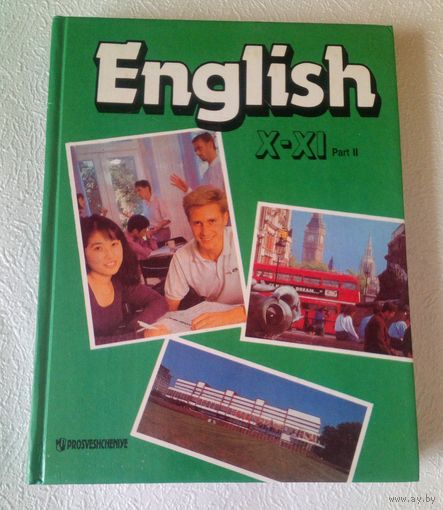 English
X-XI Part II
PROSVESHCHENIYE
www.ay.by